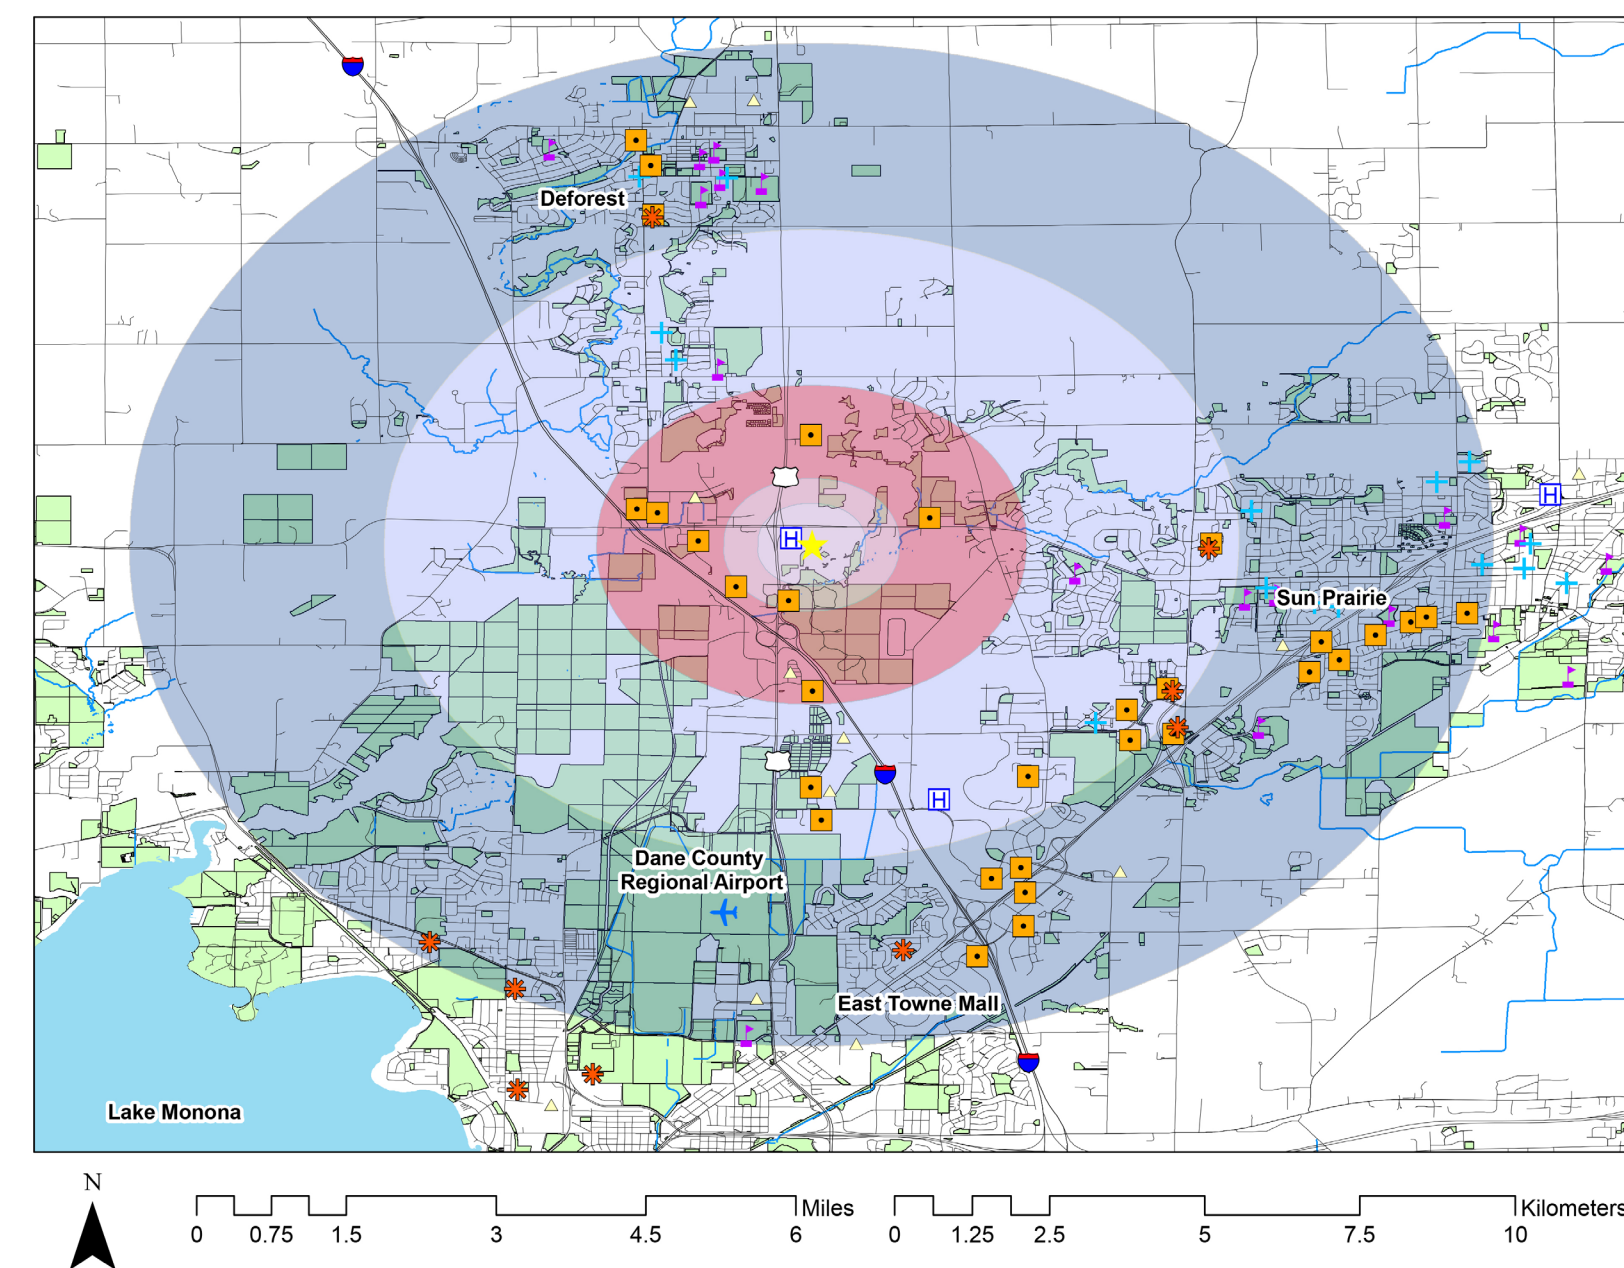 Deforest
H
H
Sun Prairie
H
Dane County
Regional Airport
East Towne Mall
Lake Monona
N
Miles
Kilometers
0 0.75 1.5 3 4.5 6 0 1.25 2.5 5 7.5 10